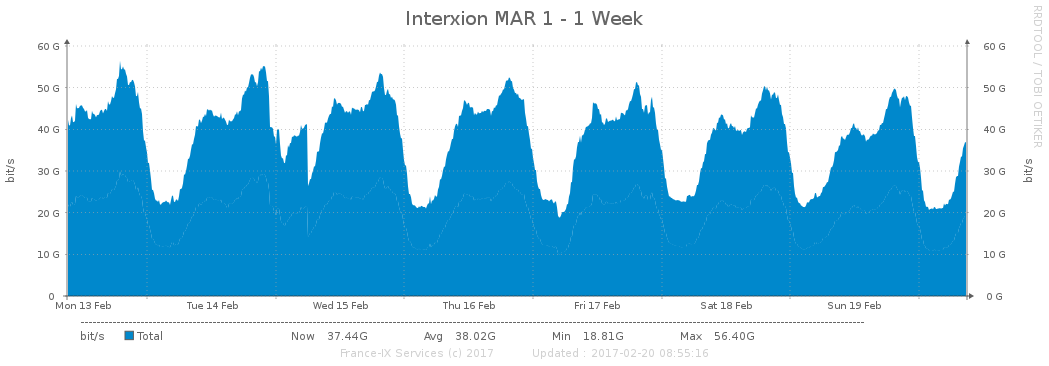 Interxion MAR 1 - 1 Week
RRDTOOL / TOBI OETIKER
bit/s
bit/s
60 G 60 G
50 G 50 G
40 G 40 G
30 G 30 G
20 G 20 G
10 G 10 G
0 0 G
Mon 13 Feb Tue 14 Feb Wed 15 Feb Thu 16 Feb Fri 17 Feb Sat 18 Feb Sun 19 Feb
bit/s Total Now 37.44G Avg 38.02G Min 18.81G Max 56.40G
France-IX Services (c) 2017 Updated : 2017-02-20 08:55:16